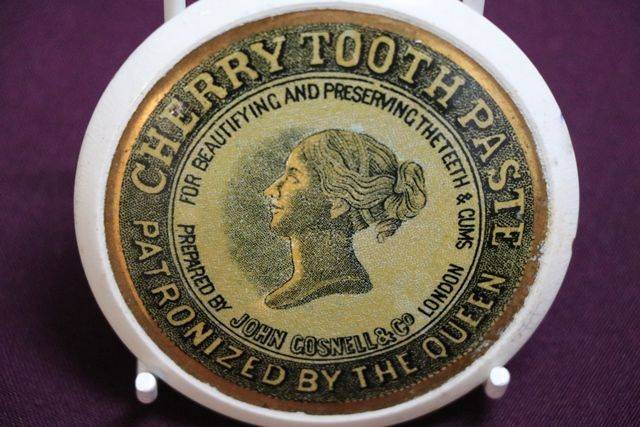 CHERRY TOOTH PASTE
FOR BEAUTIFYING AND PRESERVING THE TEETH & GUMS
PREPARED BY JOHN GOSNELL & Co LONDON
PATRONIZED BY THE QUEEN